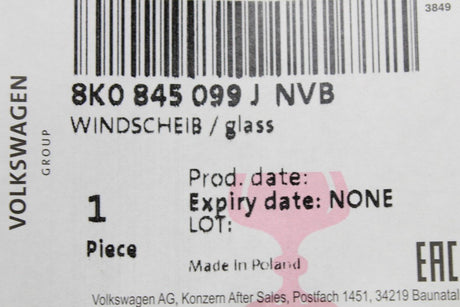 3849
8K0 845 099 J NVB
WINDSCHEIB / glass
VOLKSWAGEN
GROUP
Prod. date:
1
Expiry date: NONE
LOT:
Piece
Made in Poland
EAC
Volkswagen AG, Konzern After Sales, Postfach 1451, 34219 Baunatal